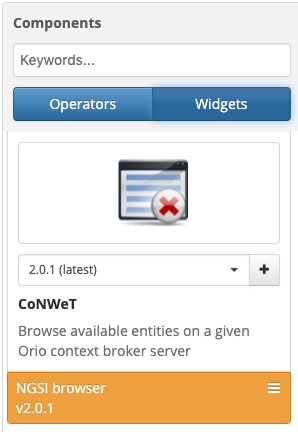 Components
Keywords...
Operators
Widgets
2.0.1 (latest)
CoNWeT
Browse available entities on a given
Orio context broker server
NGSI browser
v2.0.1